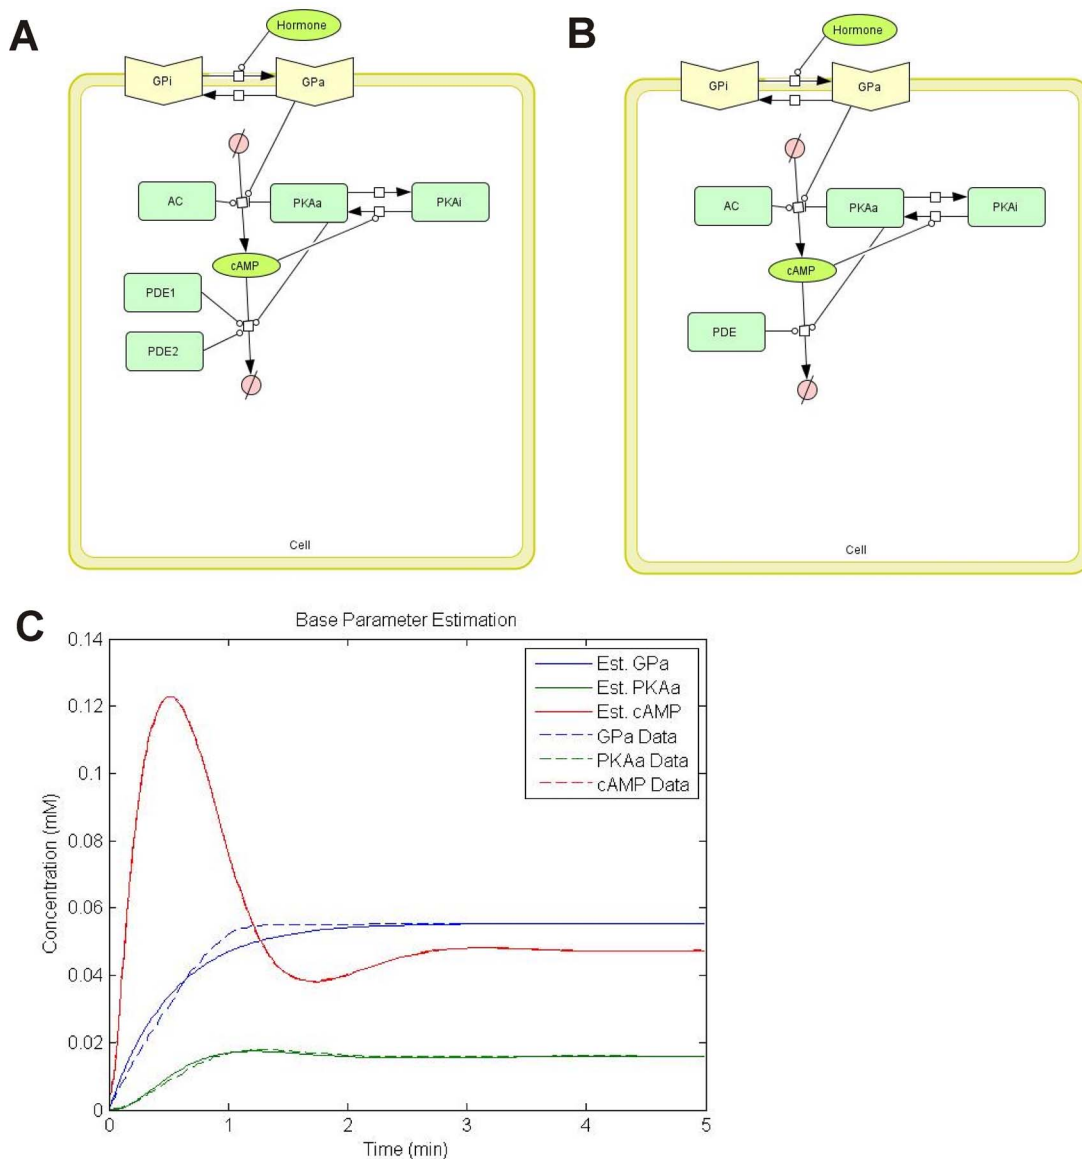 A
Hormone
GPi
GPa
AC
PKAa
PKAi
cAMP
PDE1
PDE2
Cell
B
Hormone
GPi
GPa
AC
PKAa
PKAi
cAMP
PDE
Cell
C
Base Parameter Estimation
Concentration (mM)
0.14
0.12
0.1
0.08
0.06
0.04
0.02
0
Est. GPa
Est. PKAa
Est. cAMP
GPa Data
PKAa Data
cAMP Data
0 1 2 3 4 5
Time (min)